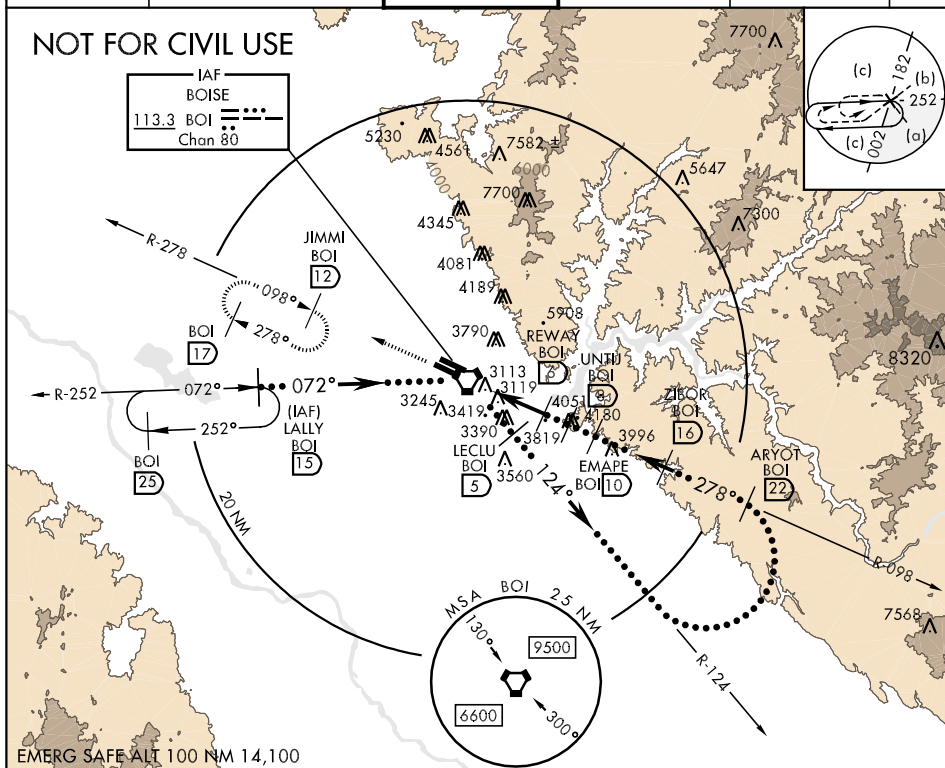 NOT FOR CIVIL USE
IAF
BOISE
113.3 BOI
Chan 80
7700
(c)
182
(b)
252
(a)
(c)
002
5230
4561
7582 ±
6000
4000
7700
5647
7300
4345
R-278
JIMMI
BOI
12
098°
278°
4081
4189
5908
3790
REWAY
BOI
6
UNTIJ
BOI
8
8320
BOI
17
R-252
072°
072°
3113
3119
3245
3419
4051
4180
ZIBOR
BOI
16
252°
(IAF)
LALLY
BOI
15
3390
3819
3996
BOI
25
LECLU
BOI
5
3560
EMAPE
BOI 10
ARYOT
BOI
22
124°
278°
20 NM
R-098
7568
MSA BOI 25 NM
130°
9500
6600
300°
R-124
EMERG SAFE ALT 100 NM 14,100